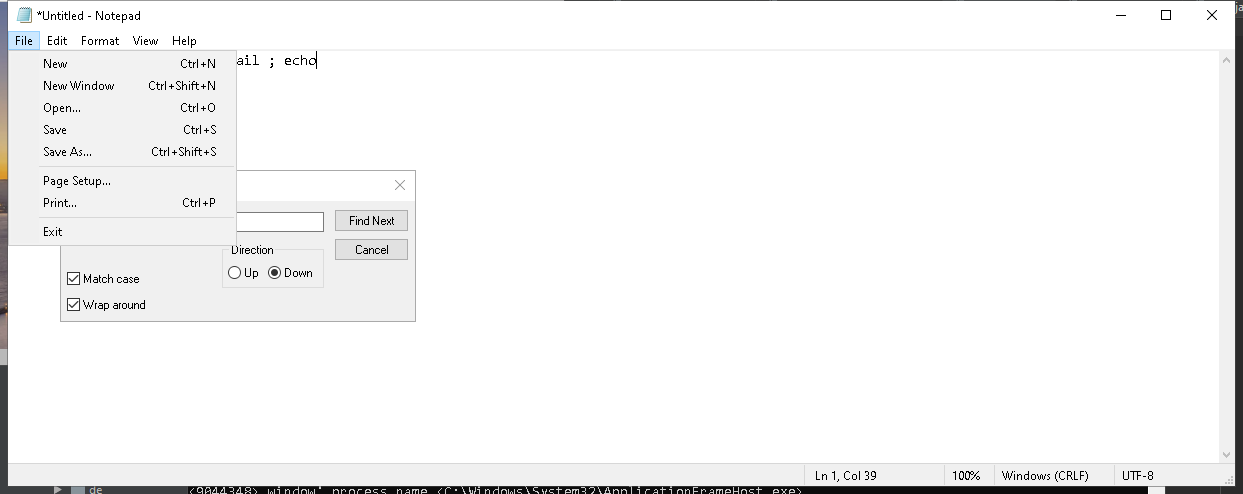 *Untitled - Notepad
File Edit Format View Help
ail ; echo
New Ctrl+N
New Window Ctrl+Shift+N
Open... Ctrl+O
Save Ctrl+S
Save As... Ctrl+Shift+S
Page Setup...
Print... Ctrl+P
Exit
Find Next
Direction
Cancel
Up Down
Match case
Wrap around
Ln 1, Col 39 100% Windows (CRLF) UTF-8
de <9044348> window' process name <C:\Windows\System32\ApplicationFrameHost.exe>